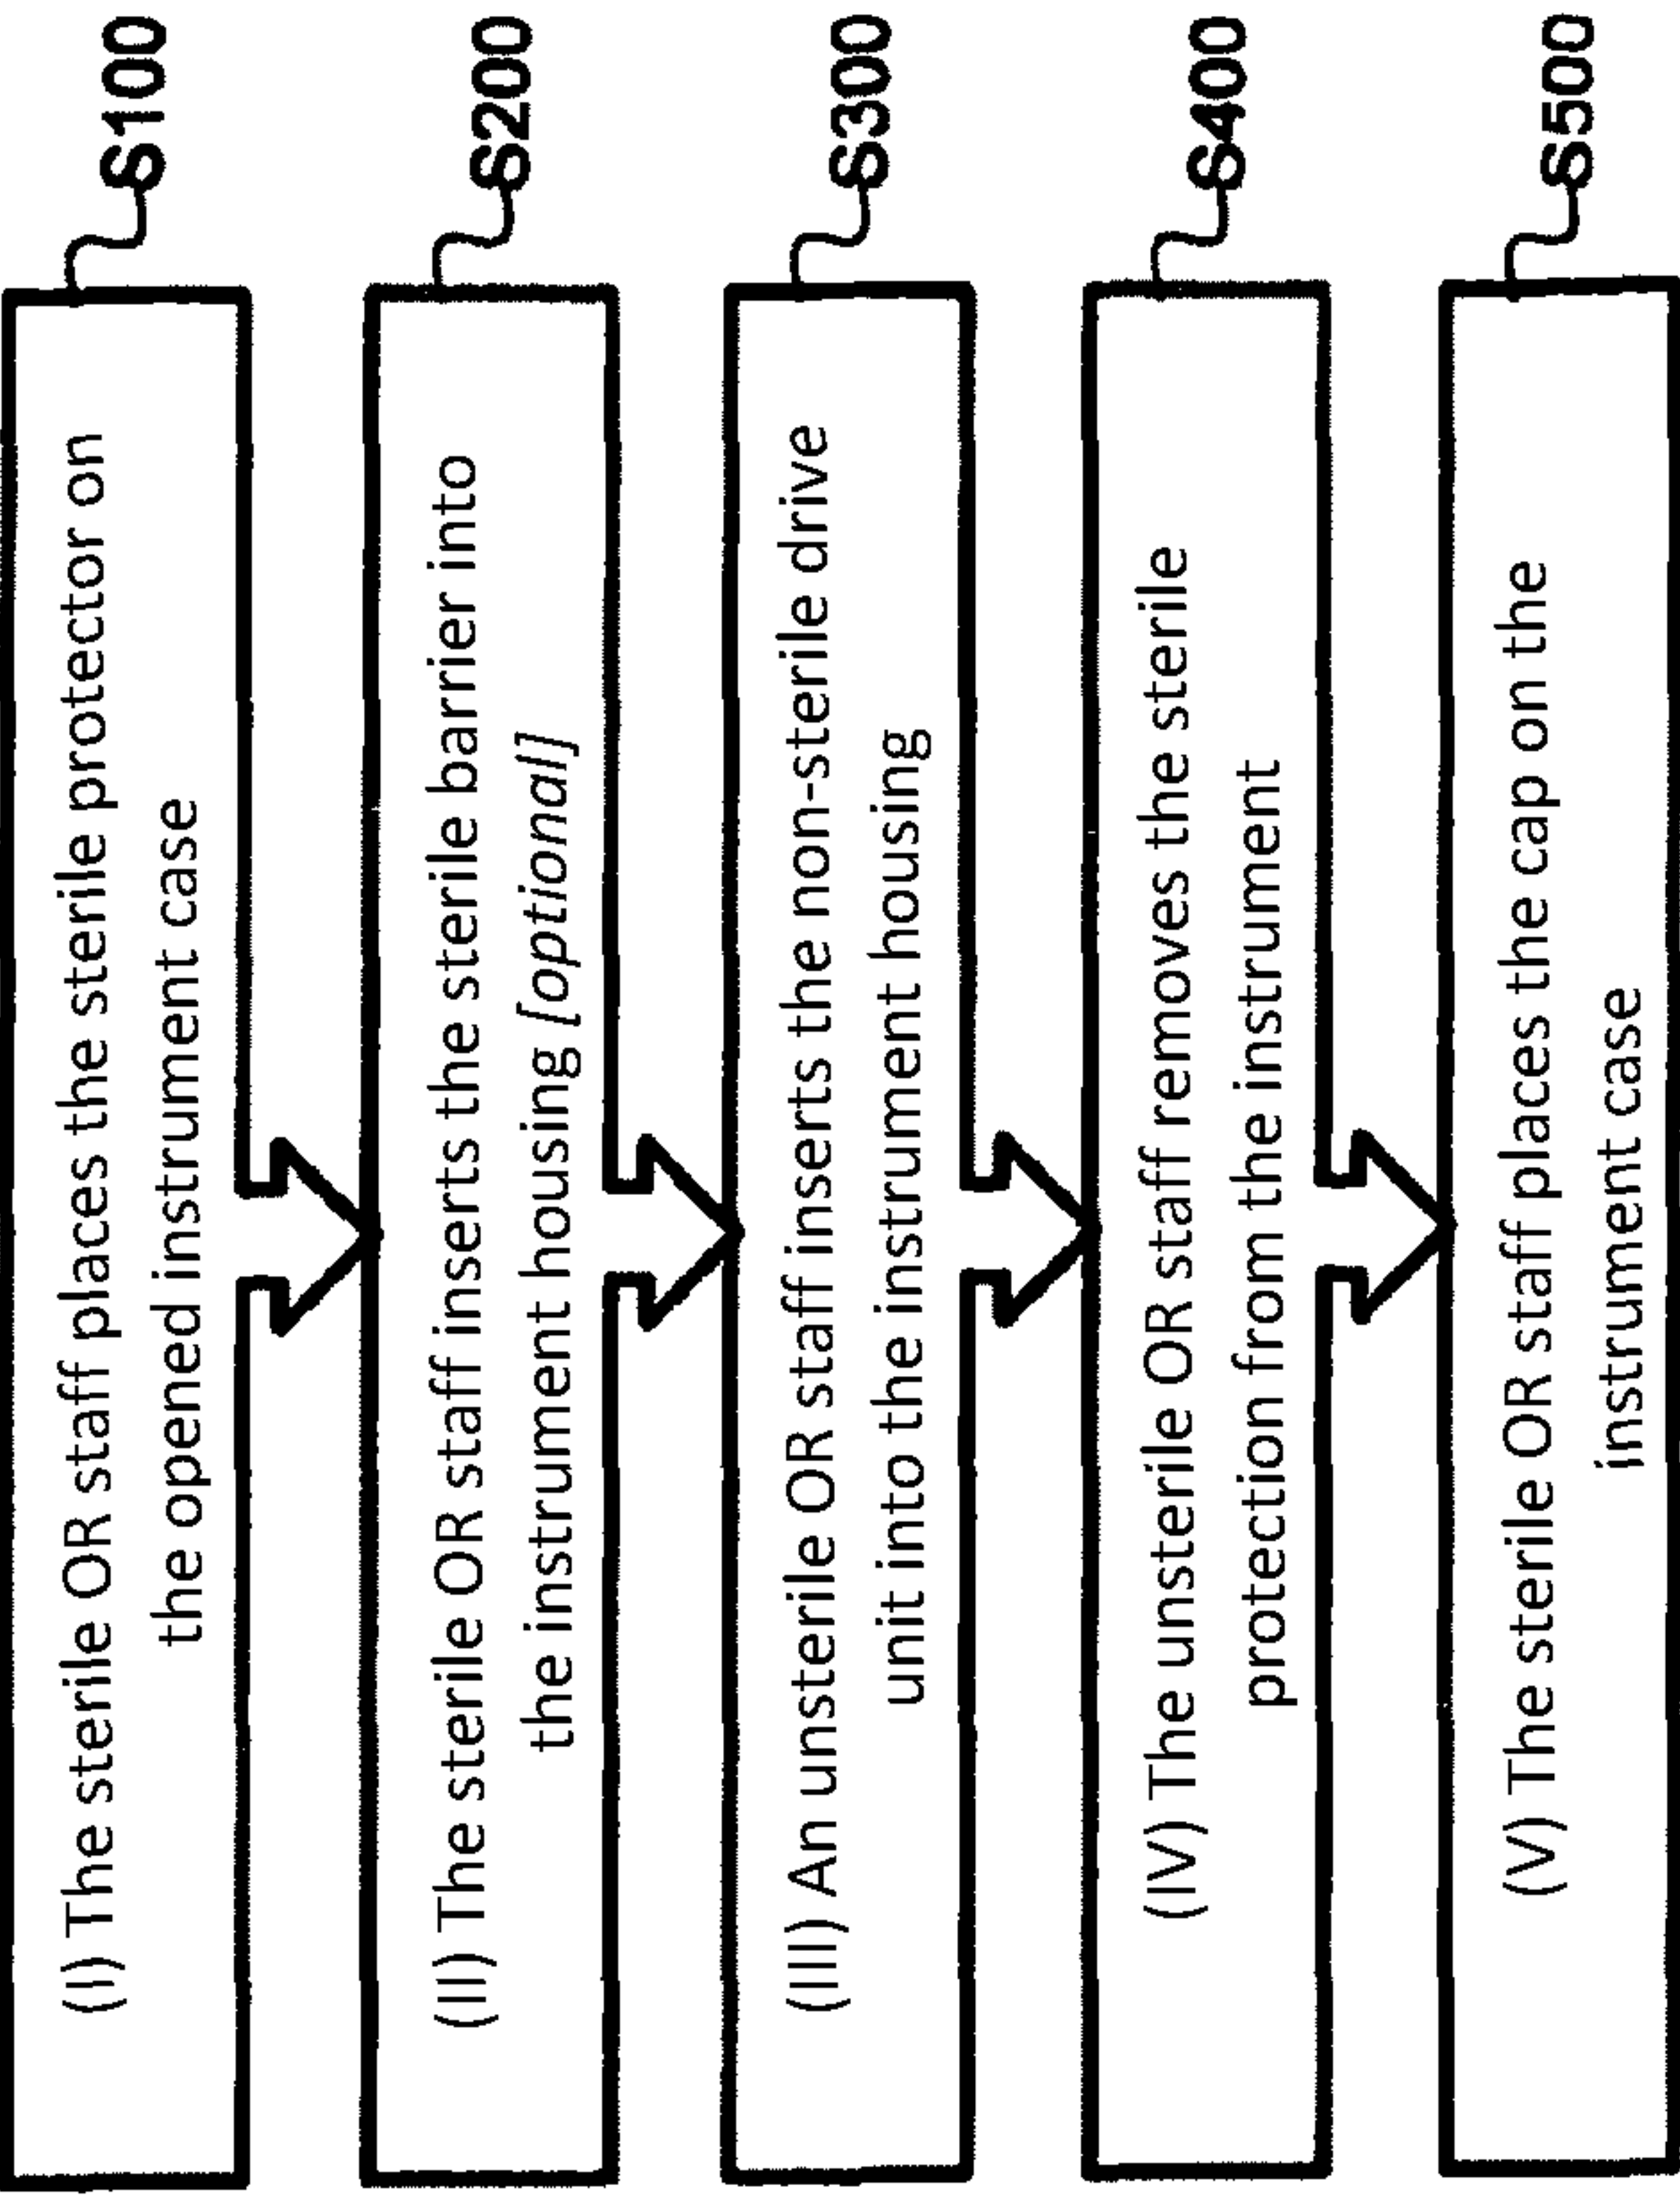 (I) The sterile OR staff places the sterile protector on
the opened instrument case
S100
(II) The sterile OR staff inserts the sterile barrier into
the instrument housing [optional]
S200
(III) An unsterile OR staff inserts the non-sterile drive
unit into the instrument housing
S300
(IV) The unsterile OR staff removes the sterile
protection from the instrument
S400
(V) The sterile OR staff places the cap on the
instrument case
S500